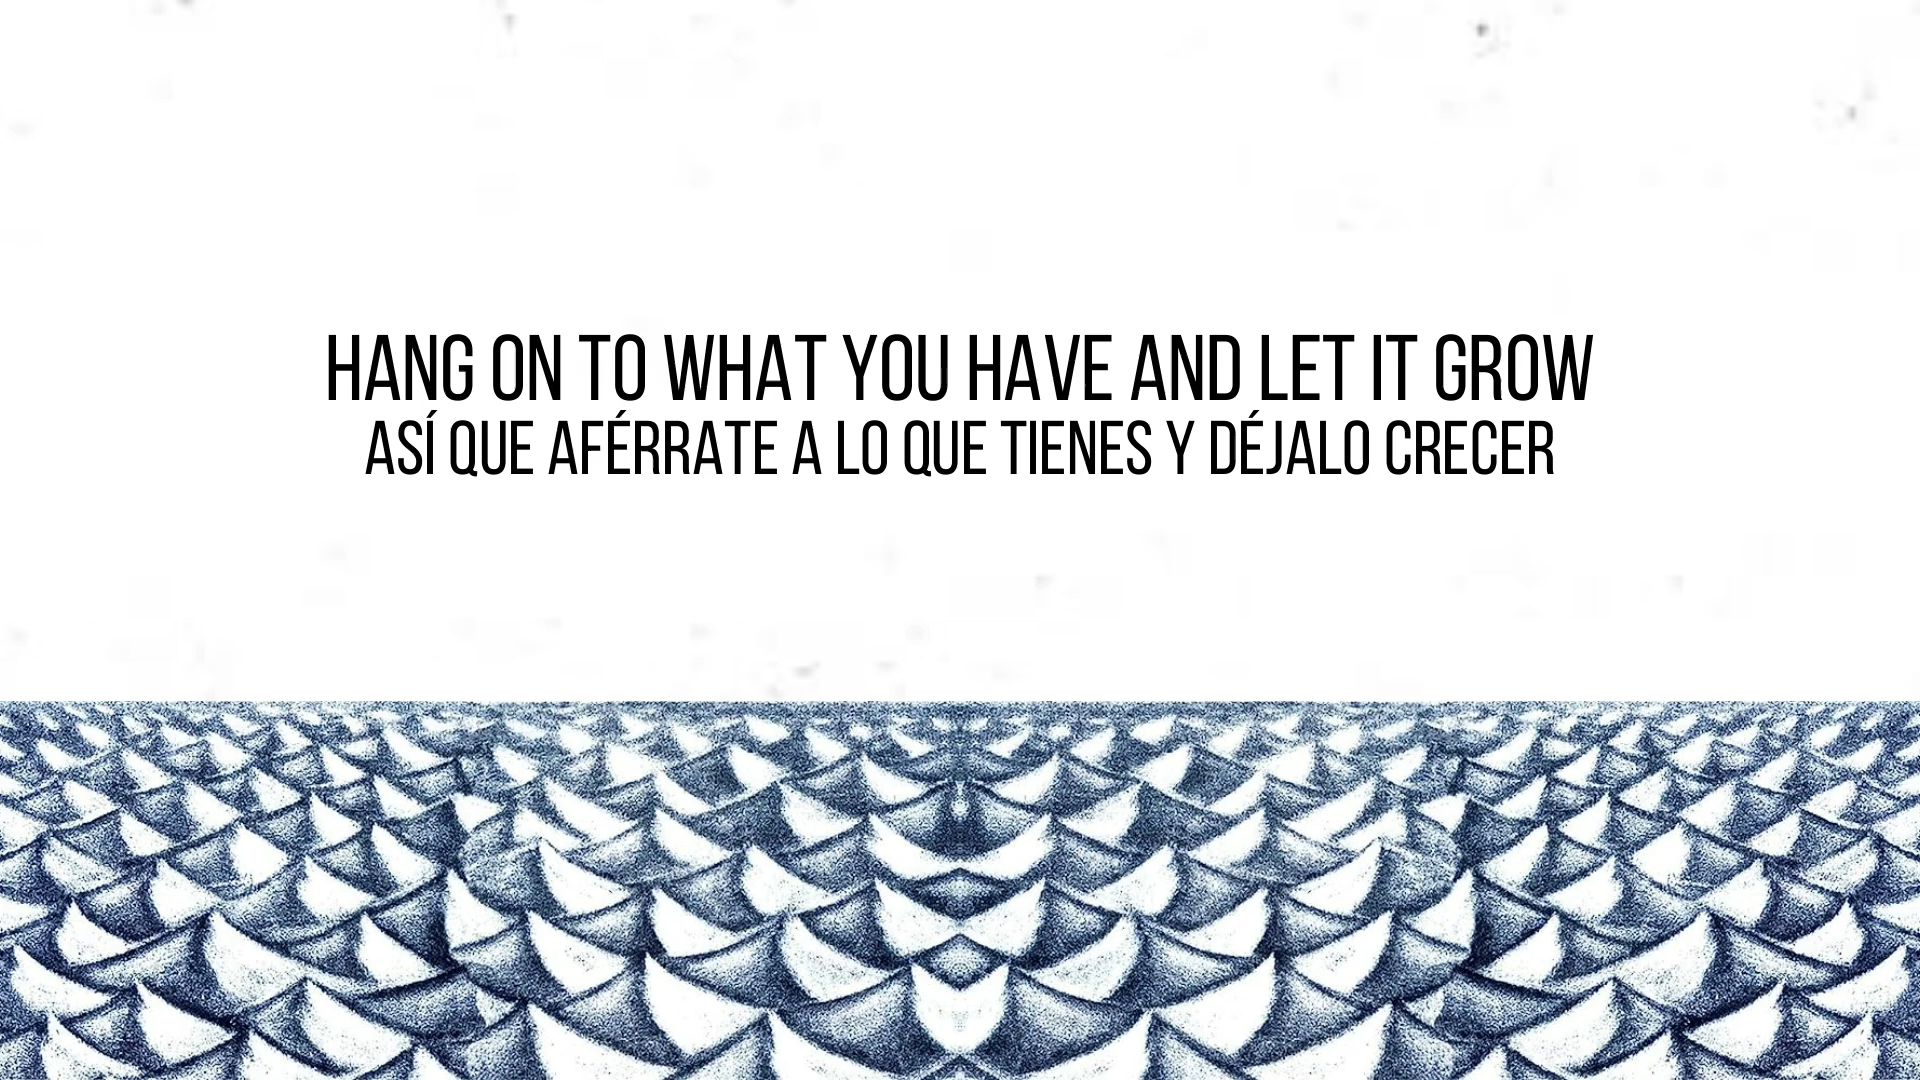 HANG ON TO WHAT YOU HAVE AND LET IT GROW
ASÍ QUE AFÉRRATE A LO QUE TIENES Y DÉJALO CRECER